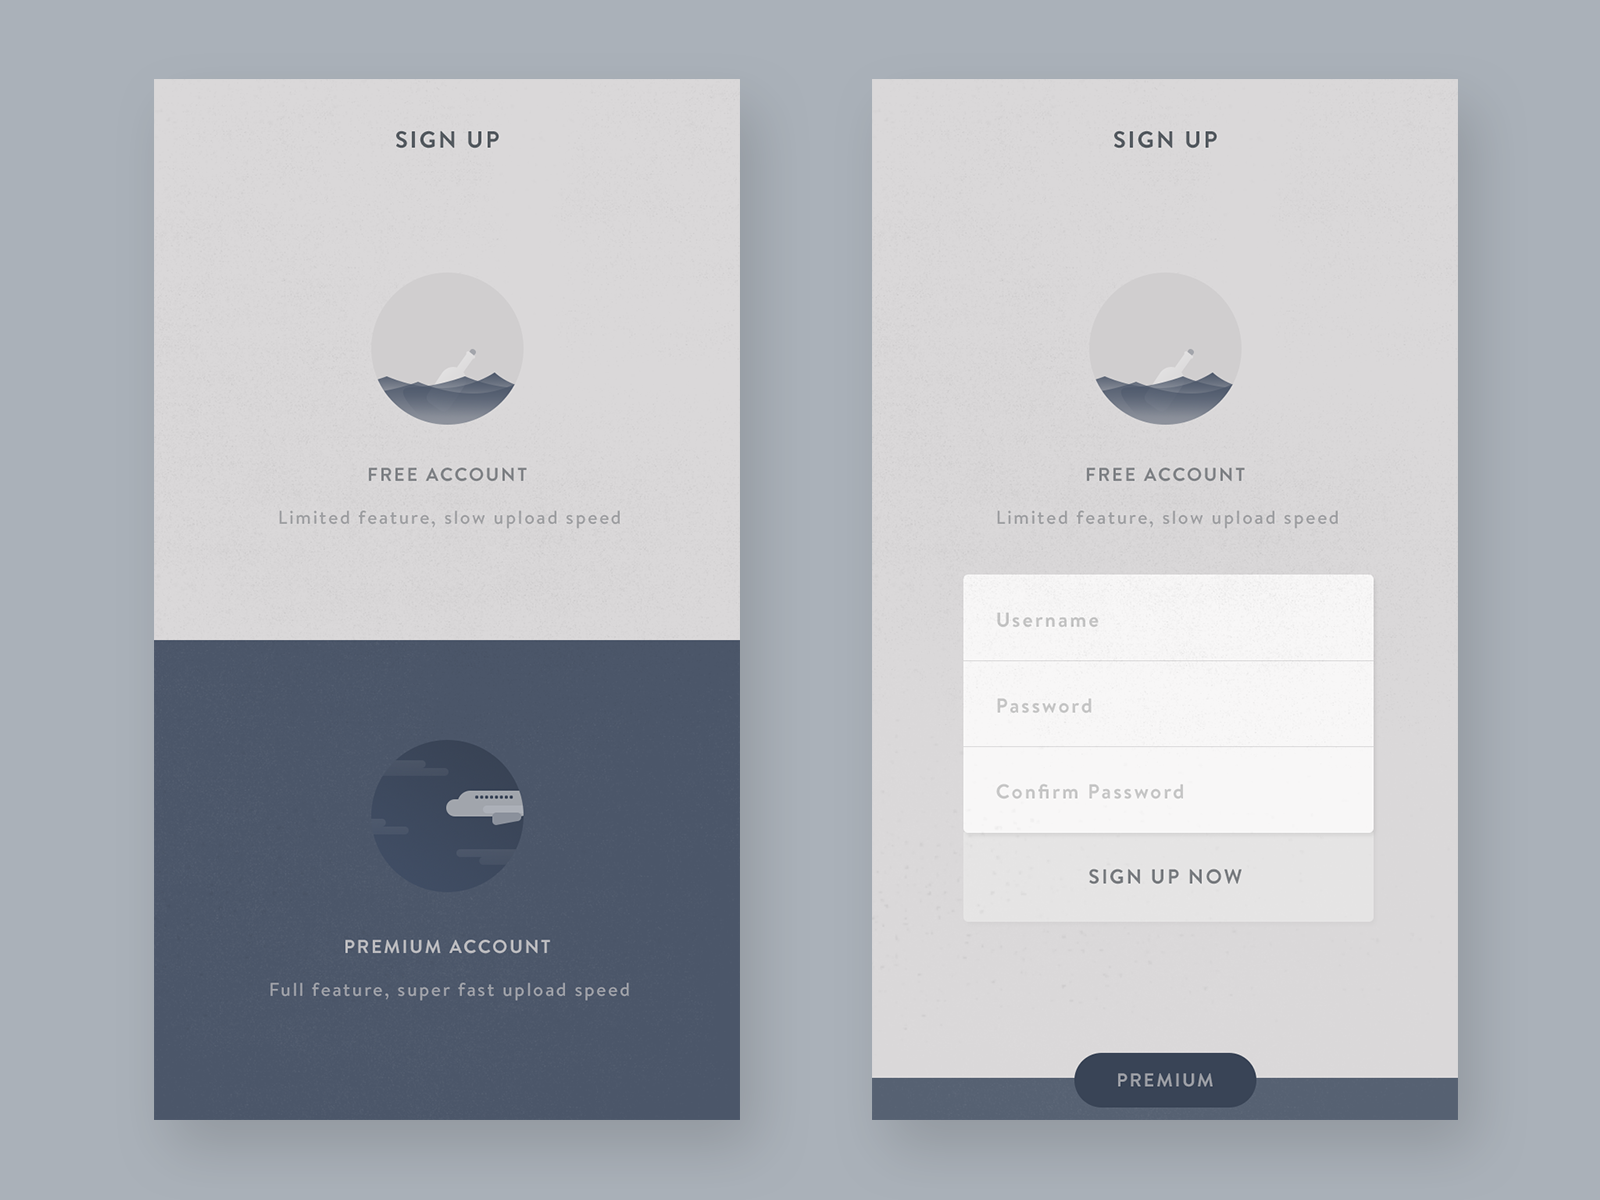 SIGN UP
FREE ACCOUNT
Limited feature, slow upload speed
PREMIUM ACCOUNT
Full feature, super fast upload speed
SIGN UP
FREE ACCOUNT
Limited feature, slow upload speed
Username
Password
Confirm Password
SIGN UP NOW
PREMIUM